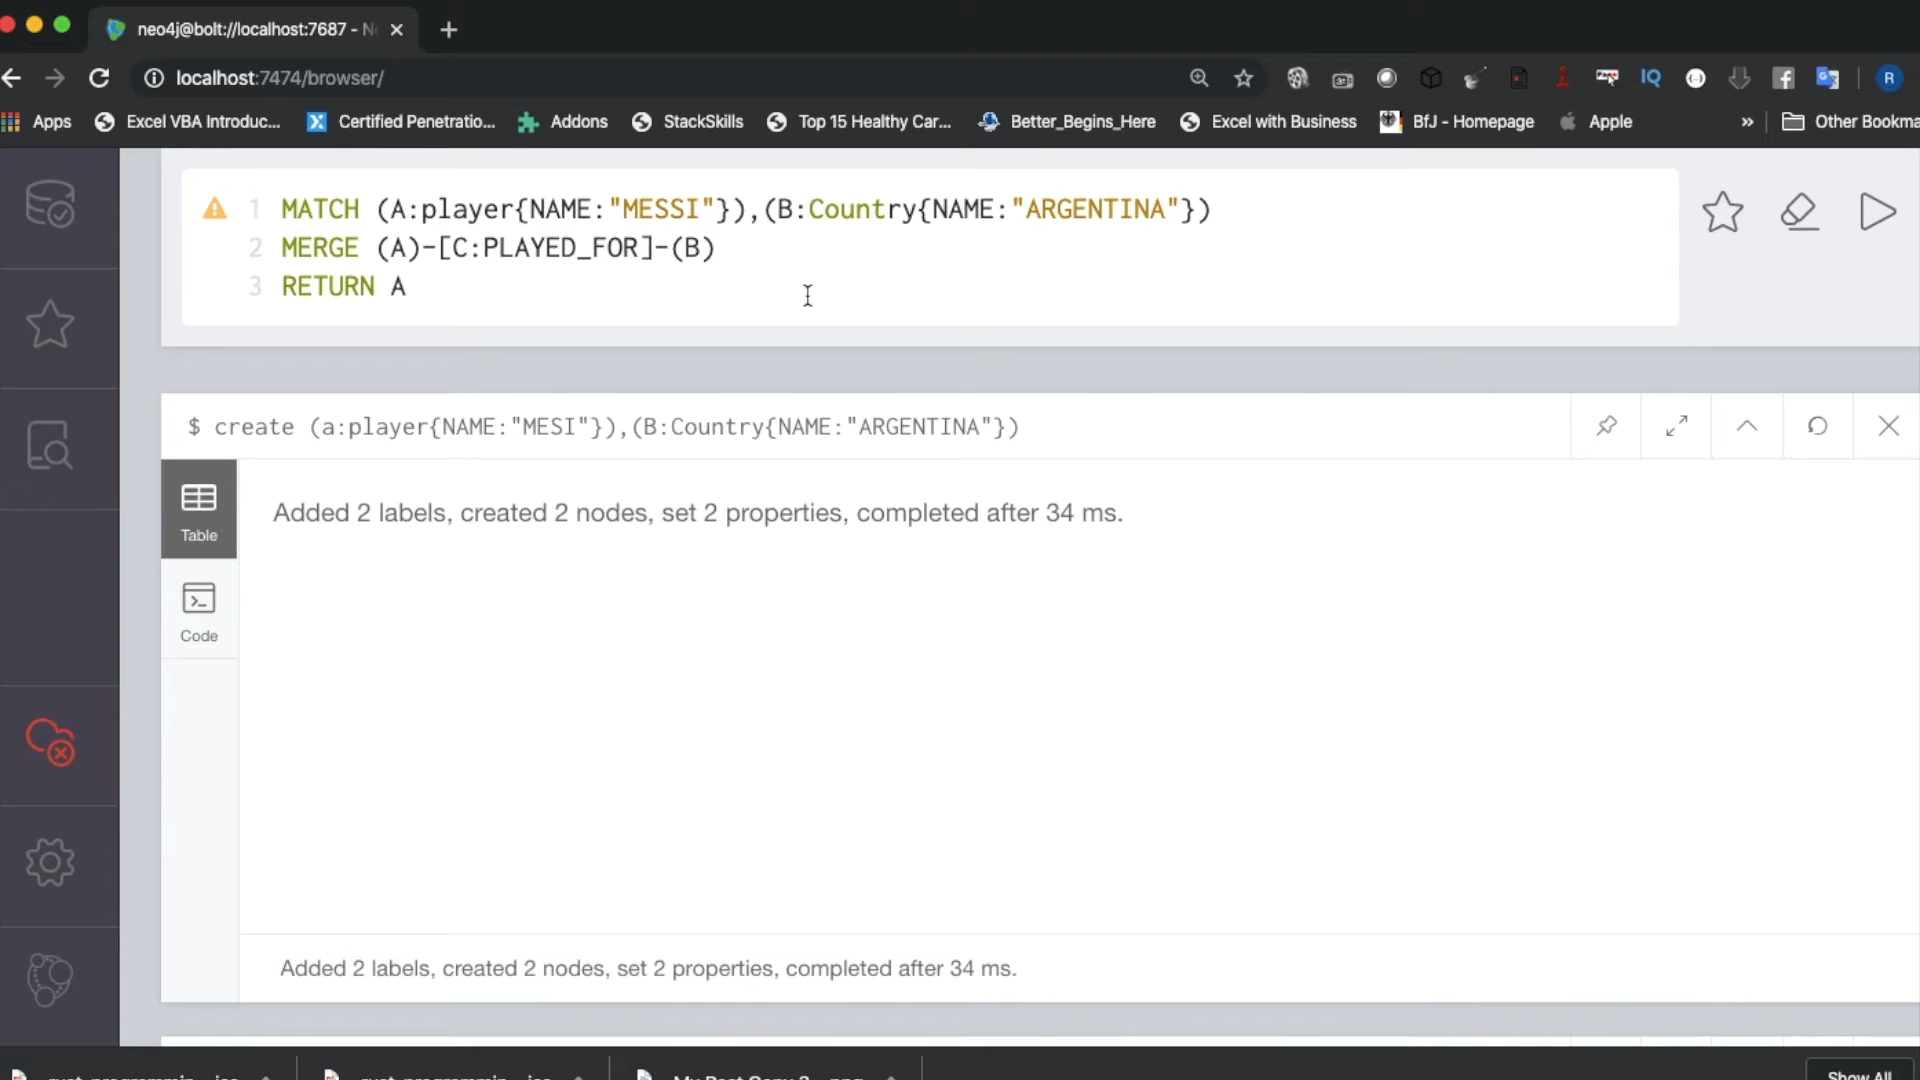 neo4j@bolt://localhost:7687 - N
localhost:7474/browser/
Apps Excel VBA Introduc... Certified Penetratio... Addons StackSkills Top 15 Healthy Car... Better_Begins_Here Excel with Business BfJ - Homepage Apple » Other Bookma
IQ R
1 MATCH (A:player{NAME:"MESSI"}),(B:Country{NAME:"ARGENTINA"})
2 MERGE (A)-[C:PLAYED_FOR]-(B)
3 RETURN A
$ create (a:player{NAME:"MESI"}),(B:Country{NAME:"ARGENTINA"})
Table
Added 2 labels, created 2 nodes, set 2 properties, completed after 34 ms.
Code
Added 2 labels, created 2 nodes, set 2 properties, completed after 34 ms.
Show All